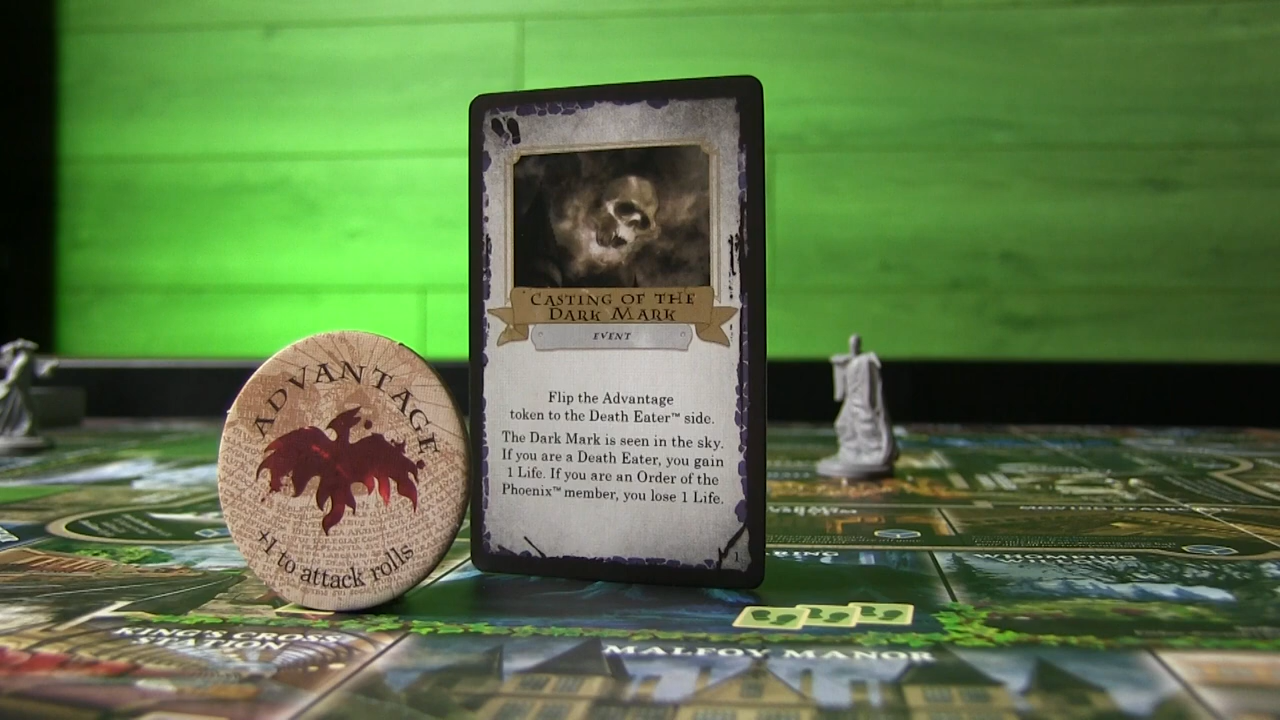 ADVANTAGE
+1 to attack rolls
CASTING OF THE
DARK MARK
EVENT
Flip the Advantage
token to the Death Eater™ side.
The Dark Mark is seen in the sky.
If you are a Death Eater, you gain
1 Life. If you are an Order of the
Phoenix™ member, you lose 1 Life.
1
KING'S CROSS
STATION
MALFOY MANOR